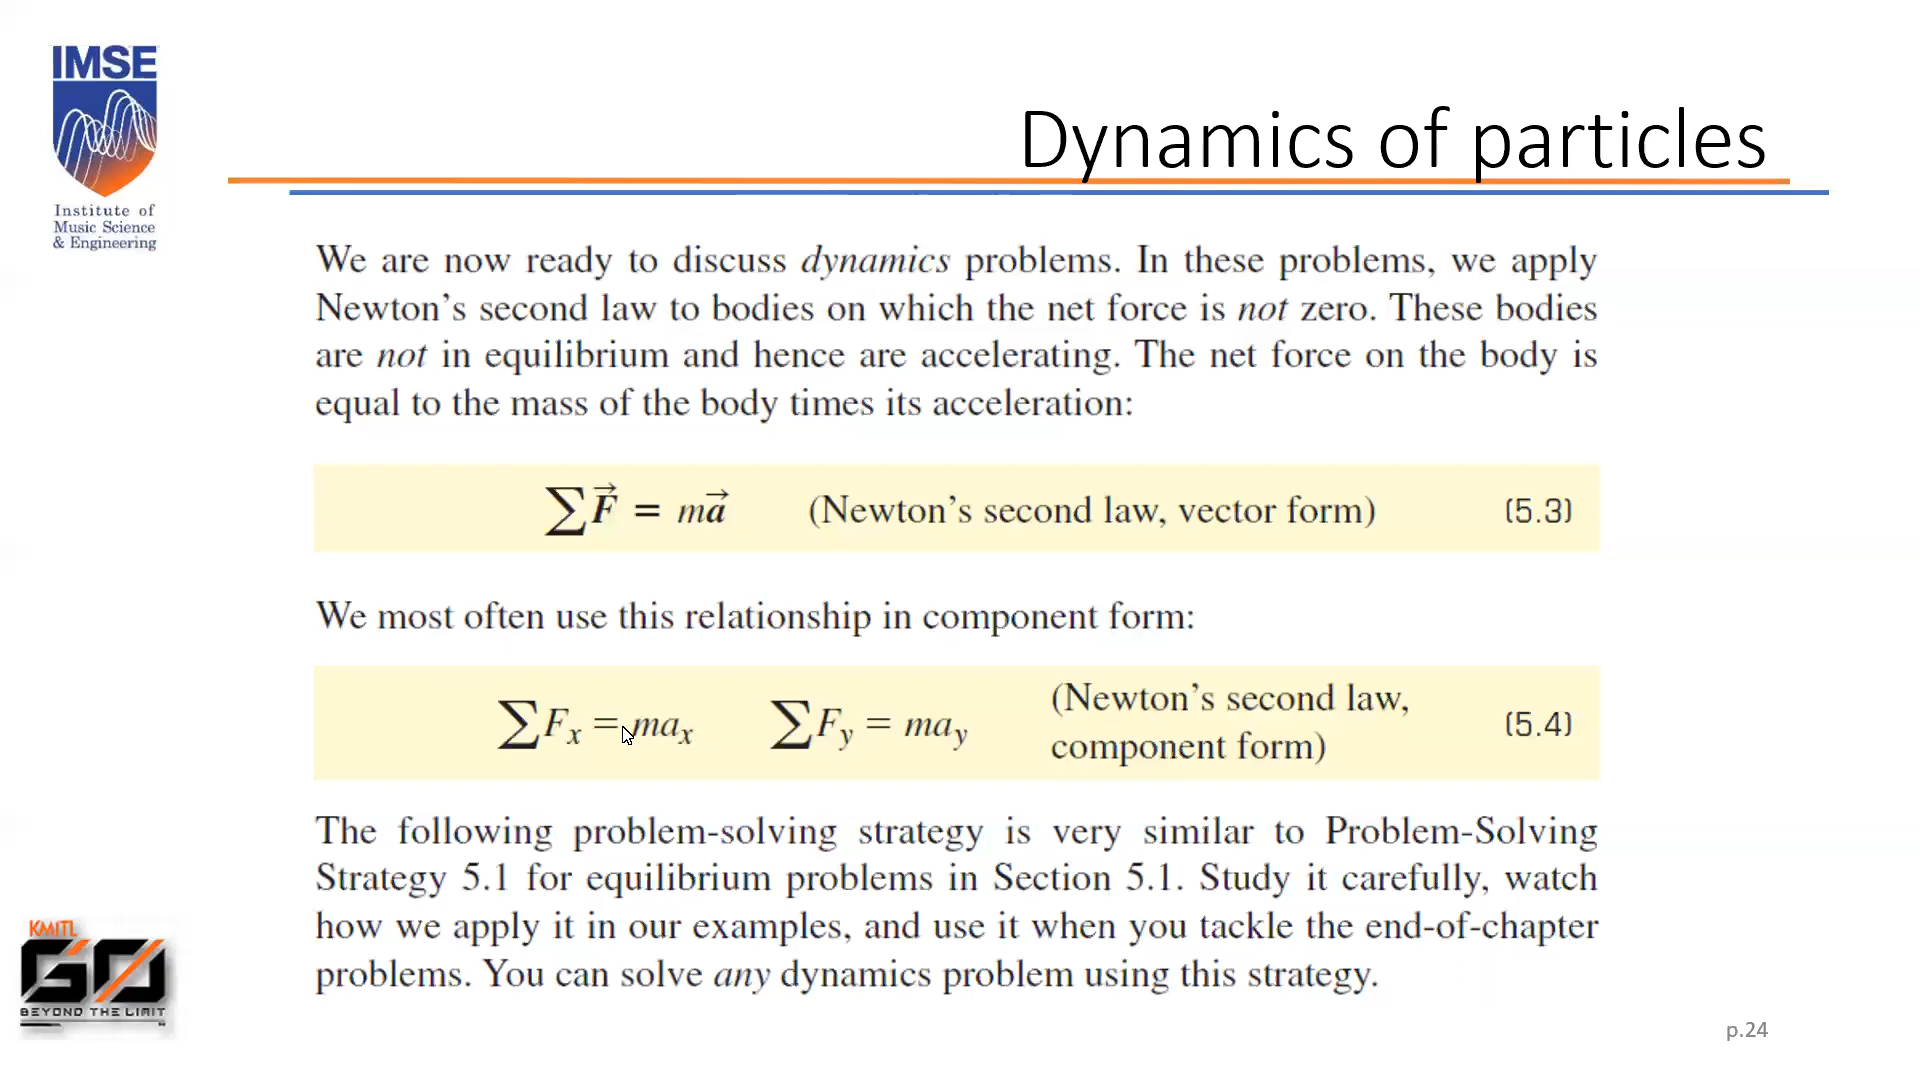 IMSE
Institute of
Music Science
& Engineering
Dynamics of particles
We are now ready to discuss dynamics problems. In these problems, we apply
Newton's second law to bodies on which the net force is not zero. These bodies
are not in equilibrium and hence are accelerating. The net force on the body is
equal to the mass of the body times its acceleration:
∑F⃗ = ma⃗ (Newton's second law, vector form) (5.3)
We most often use this relationship in component form:
∑Fₓ = maₓ ∑F_y = ma_y (Newton's second law,
component form) (5.4)
The following problem-solving strategy is very similar to Problem-Solving
Strategy 5.1 for equilibrium problems in Section 5.1. Study it carefully, watch
how we apply it in our examples, and use it when you tackle the end-of-chapter
problems. You can solve any dynamics problem using this strategy.
KMITL
GO
BEYOND THE LIMIT
p.24